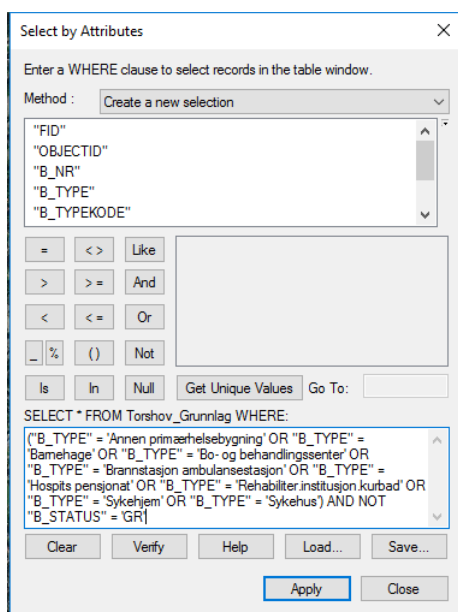 Select by Attributes
Enter a WHERE clause to select records in the table window.
Method : Create a new selection
"FID"
"OBJECTID"
"B_NR"
"B_TYPE"
"B_TYPEKODE"
= < > Like
> > = And
< < = Or
_ % ( ) Not
Is In Null Get Unique Values Go To:
SELECT * FROM Torshov_Grunnlag WHERE:
("B_TYPE" = 'Annen primærhelsebygning' OR "B_TYPE" =
'Barnehage' OR "B_TYPE" = 'Bo- og behandlingssenter' OR
"B_TYPE" = 'Brannstasjon ambulansestasjon' OR "B_TYPE" =
'Hospits pensjonat' OR "B_TYPE" = 'Rehabiliter.institusjon.kurbad' OR
"B_TYPE" = 'Sykehjem' OR "B_TYPE" = 'Sykehus') AND NOT
"B_STATUS" = 'GR'
Clear Verify Help Load... Save...
Apply Close